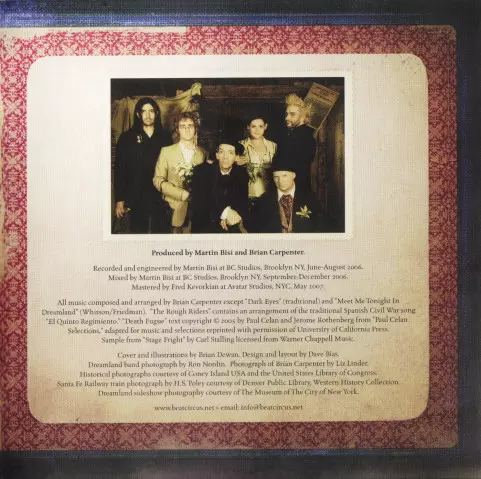 Produced by Martin Bisi and Brian Carpenter.
Recorded and engineered by Martin Bisi at BC Studios, Brooklyn NY, June-August 2006.
Mixed by Martin Bisi at BC Studios, Brooklyn NY, September-December 2006.
Mastered by Fred Kevorkian at Avatar Studios, NYC, May 2007.
All music composed and arranged by Brian Carpenter except "Dark Eyes" (traditional) and "Meet Me Tonight In
Dreamland" (Whitson/Friedman). "The Rough Riders" contains an arrangement of the traditional Spanish Civil War song
"El Quinto Regimiento." "Death Fugue" text copyright © 2005 by Paul Celan and Jerome Rothenberg from "Paul Celan:
Selections," adapted for music and selections reprinted with permission of University of California Press.
Sample from "Stage Fright" by Carl Stalling licensed from Warner Chappell Music.
Cover and illustrations by Brian Dewan. Design and layout by Dave Bias.
Dreamland band photograph by Ron Nordin. Photograph of Brian Carpenter by Liz Linder.
Historical photographs courtesy of Coney Island USA and the United States Library of Congress.
Santa Fe Railway train photograph by H.S. Poley courtesy of Denver Public Library, Western History Collection.
Dreamland sideshow photography courtesy of The Museum of The City of New York.
www.beatcircus.net • email: info@beatcircus.net